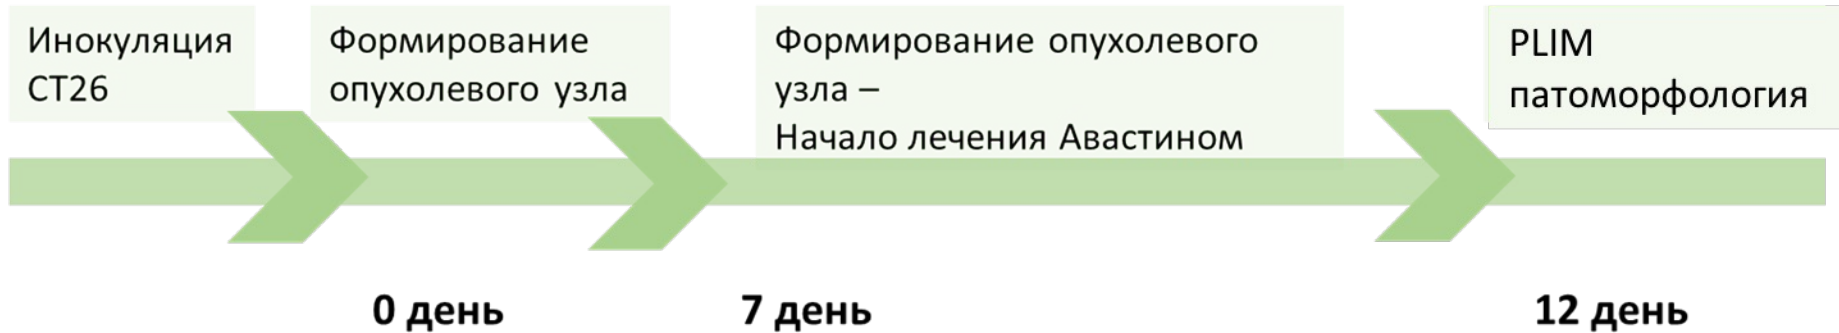 Инокуляция
СТ26
Формирование
опухолевого узла
Формирование опухолевого
узла –
Начало лечения Авастином
PLIM
патоморфология
0 день
7 день
12 день